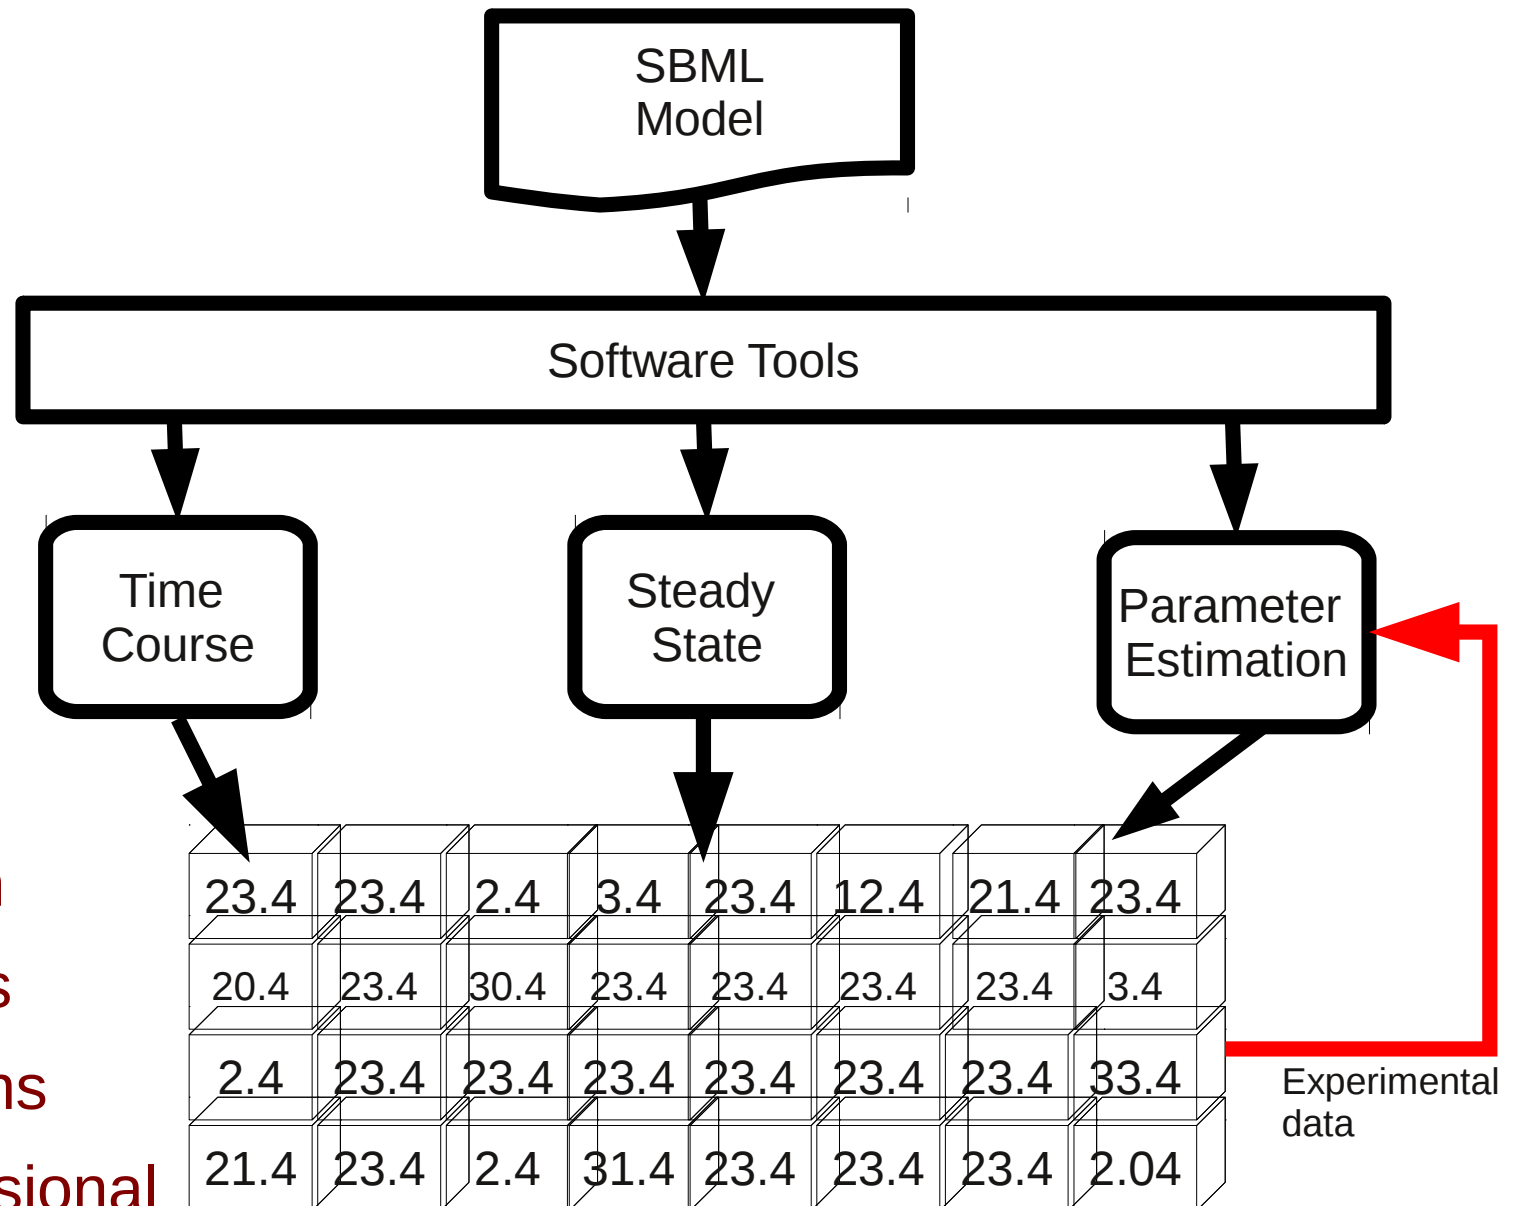 SBML
Model
Software Tools
Time
Course
Steady
State
Parameter
Estimation
23.4 23.4 2.4 3.4 23.4 12.4 21.4 23.4
20.4 23.4 30.4 23.4 23.4 23.4 23.4 3.4
2.4 23.4 23.4 23.4 23.4 23.4 23.4 33.4
21.4 23.4 2.4 31.4 23.4 23.4 23.4 2.04
Experimental
data